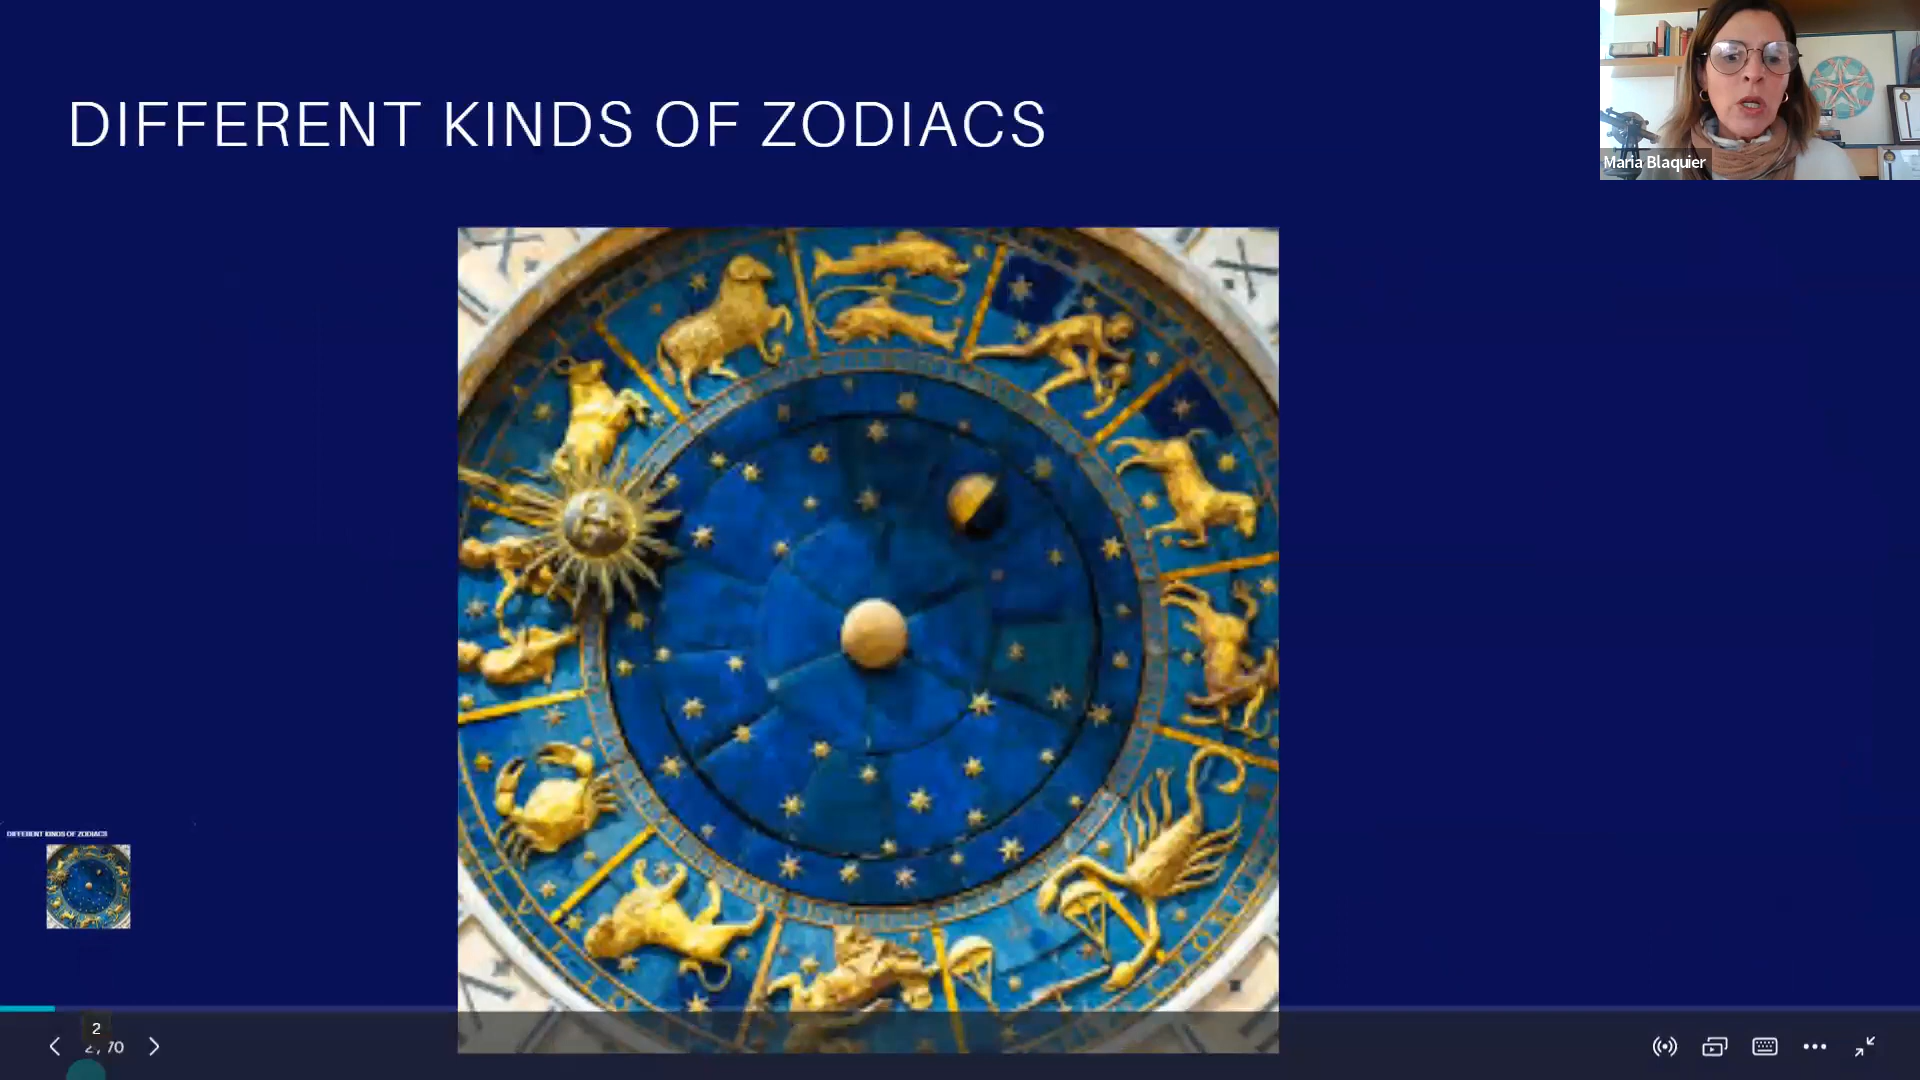 DIFFERENT KINDS OF ZODIACS
Maria Blaquier
DIFFERENT KINDS OF ZODIACS
2
2 / 70